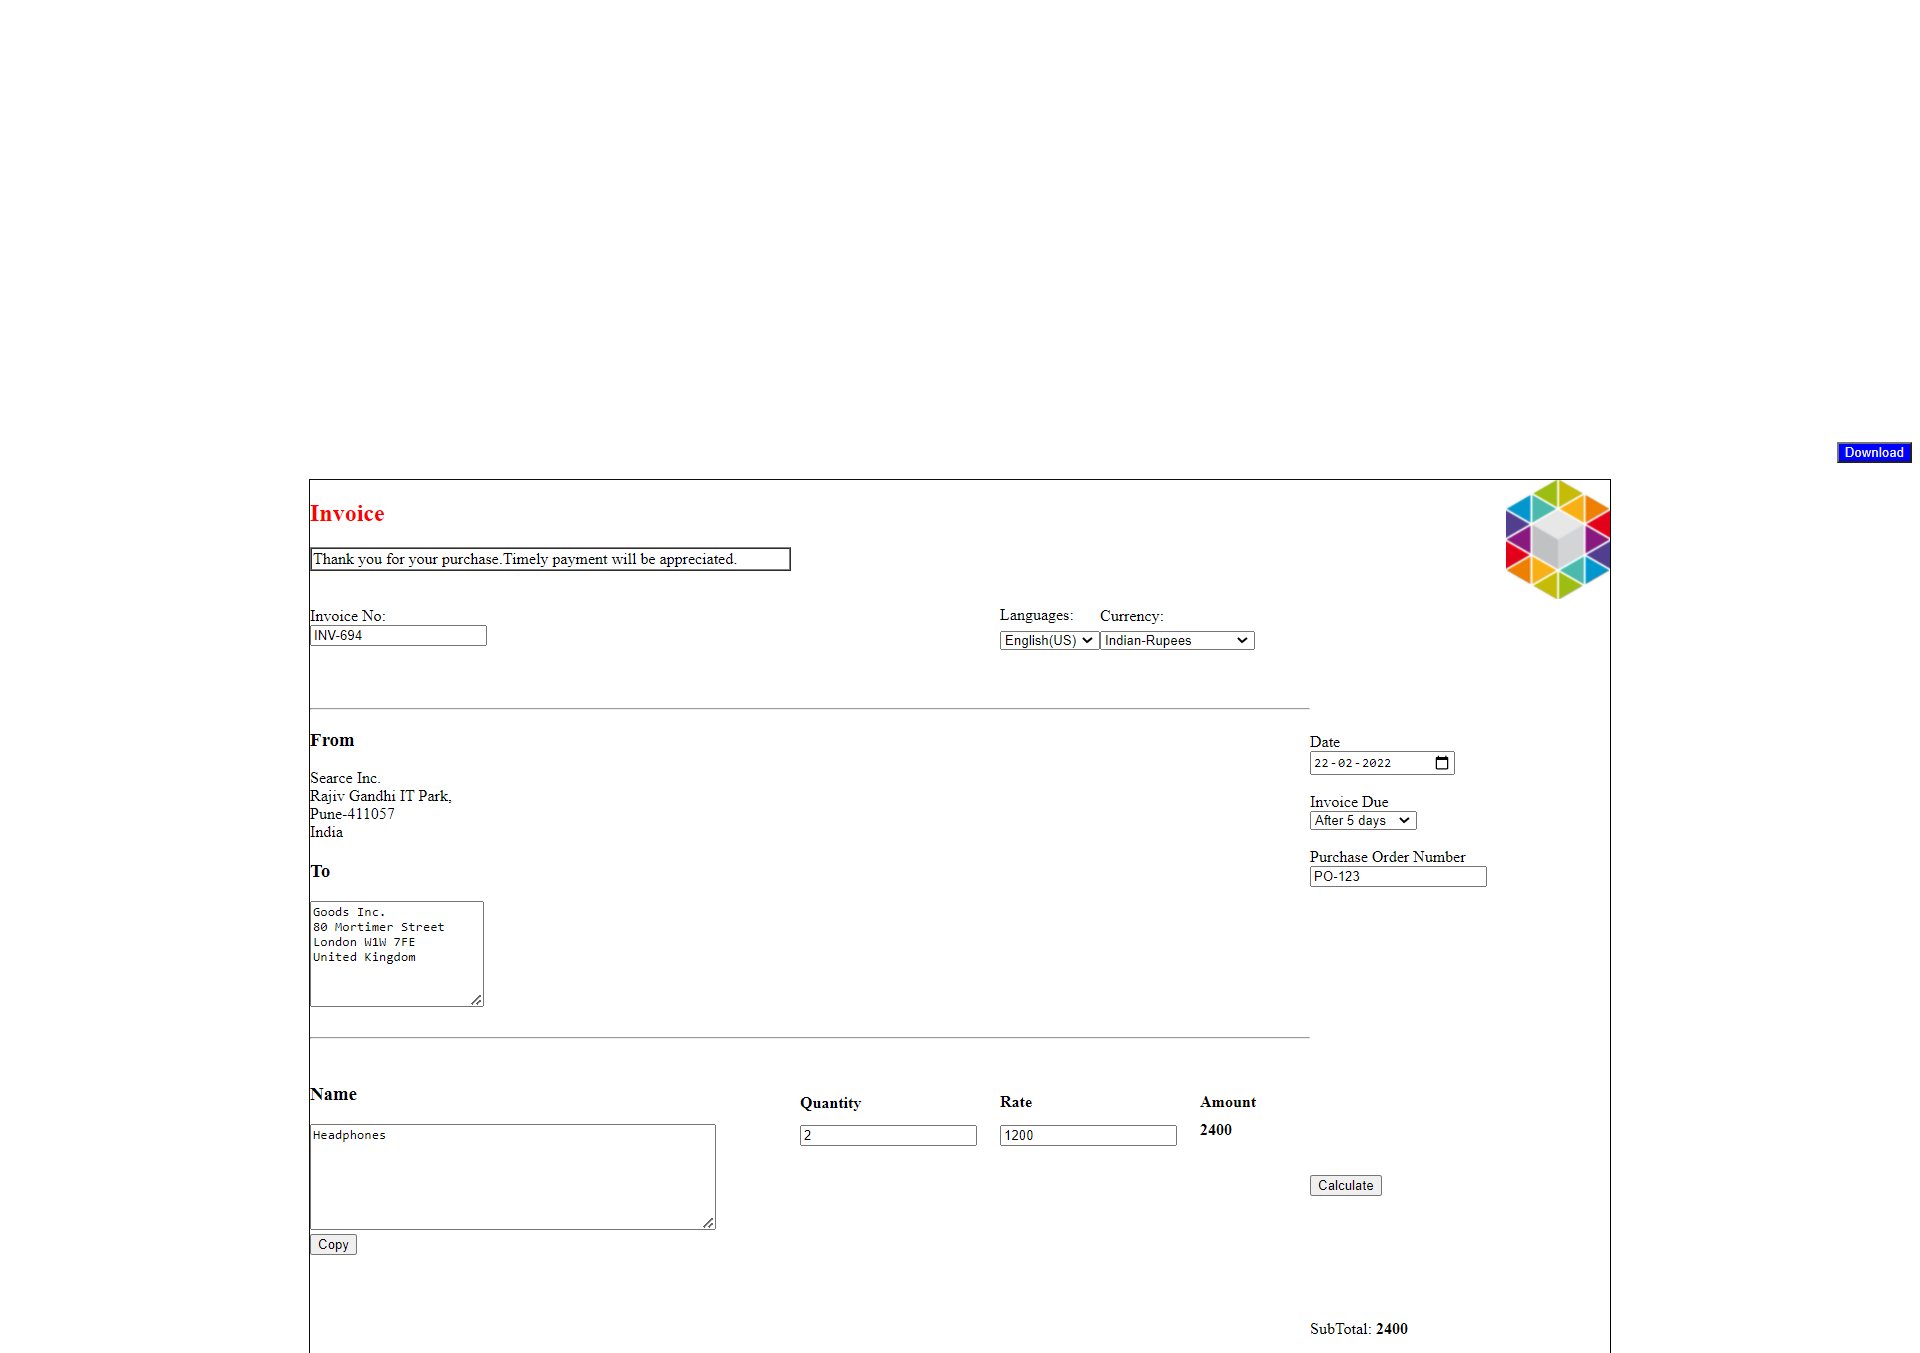 Download
Invoice
Thank you for your purchase.Timely payment will be appreciated.
Invoice No:
INV-694
Languages:
English(US)
Currency:
Indian-Rupees
From
Searce Inc.
Rajiv Gandhi IT Park,
Pune-411057
India
Date
22-02-2022
Invoice Due
After 5 days
Purchase Order Number
PO-123
To
Goods Inc.
80 Mortimer Street
London W1W 7FE
United Kingdom
Name
Headphones
Quantity
2
Rate
1200
Amount
2400
Calculate
Copy
SubTotal: 2400